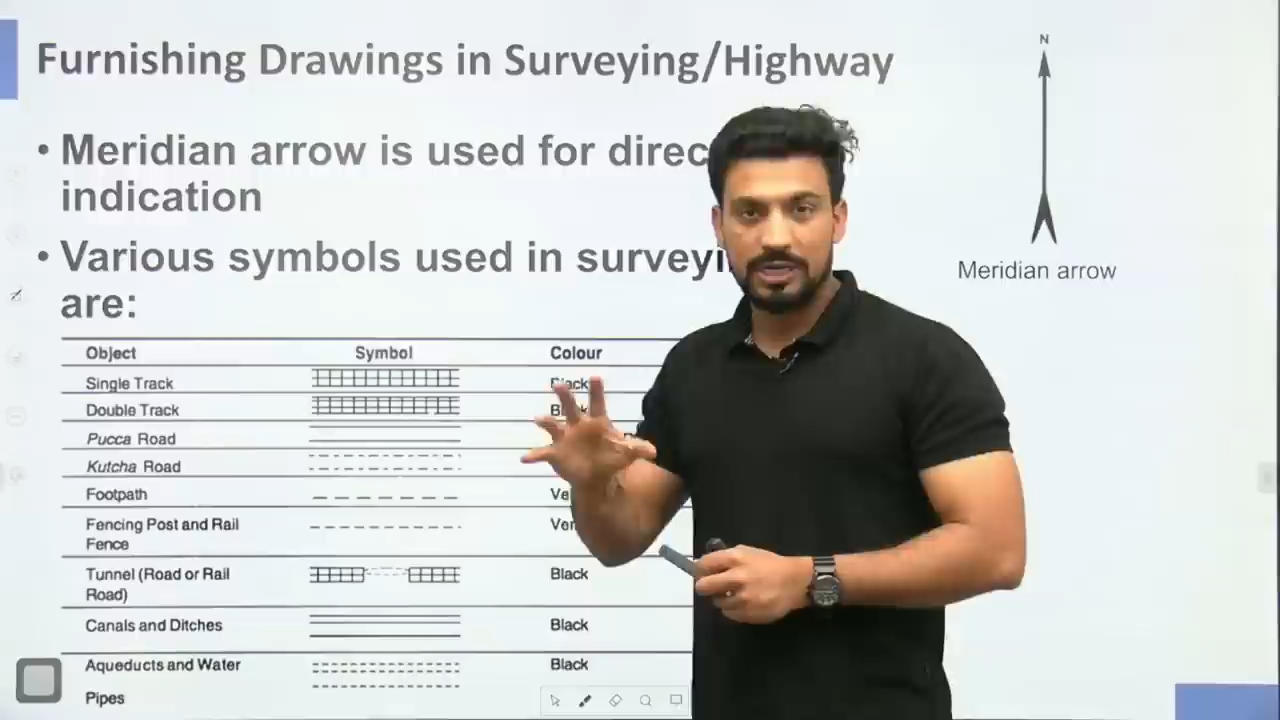 Furnishing Drawings in Surveying/Highway
N
• Meridian arrow is used for
indication
Meridian arrow
• Various symbols used in
are:
Object Symbol Colour
Single Track Black
Double Track
Pucca Road
Kutcha Road
Footpath
Fencing Post and Rail
Fence
Tunnel (Road or Rail Black
Road)
Canals and Ditches Black
Aqueducts and Water Black
Pipes